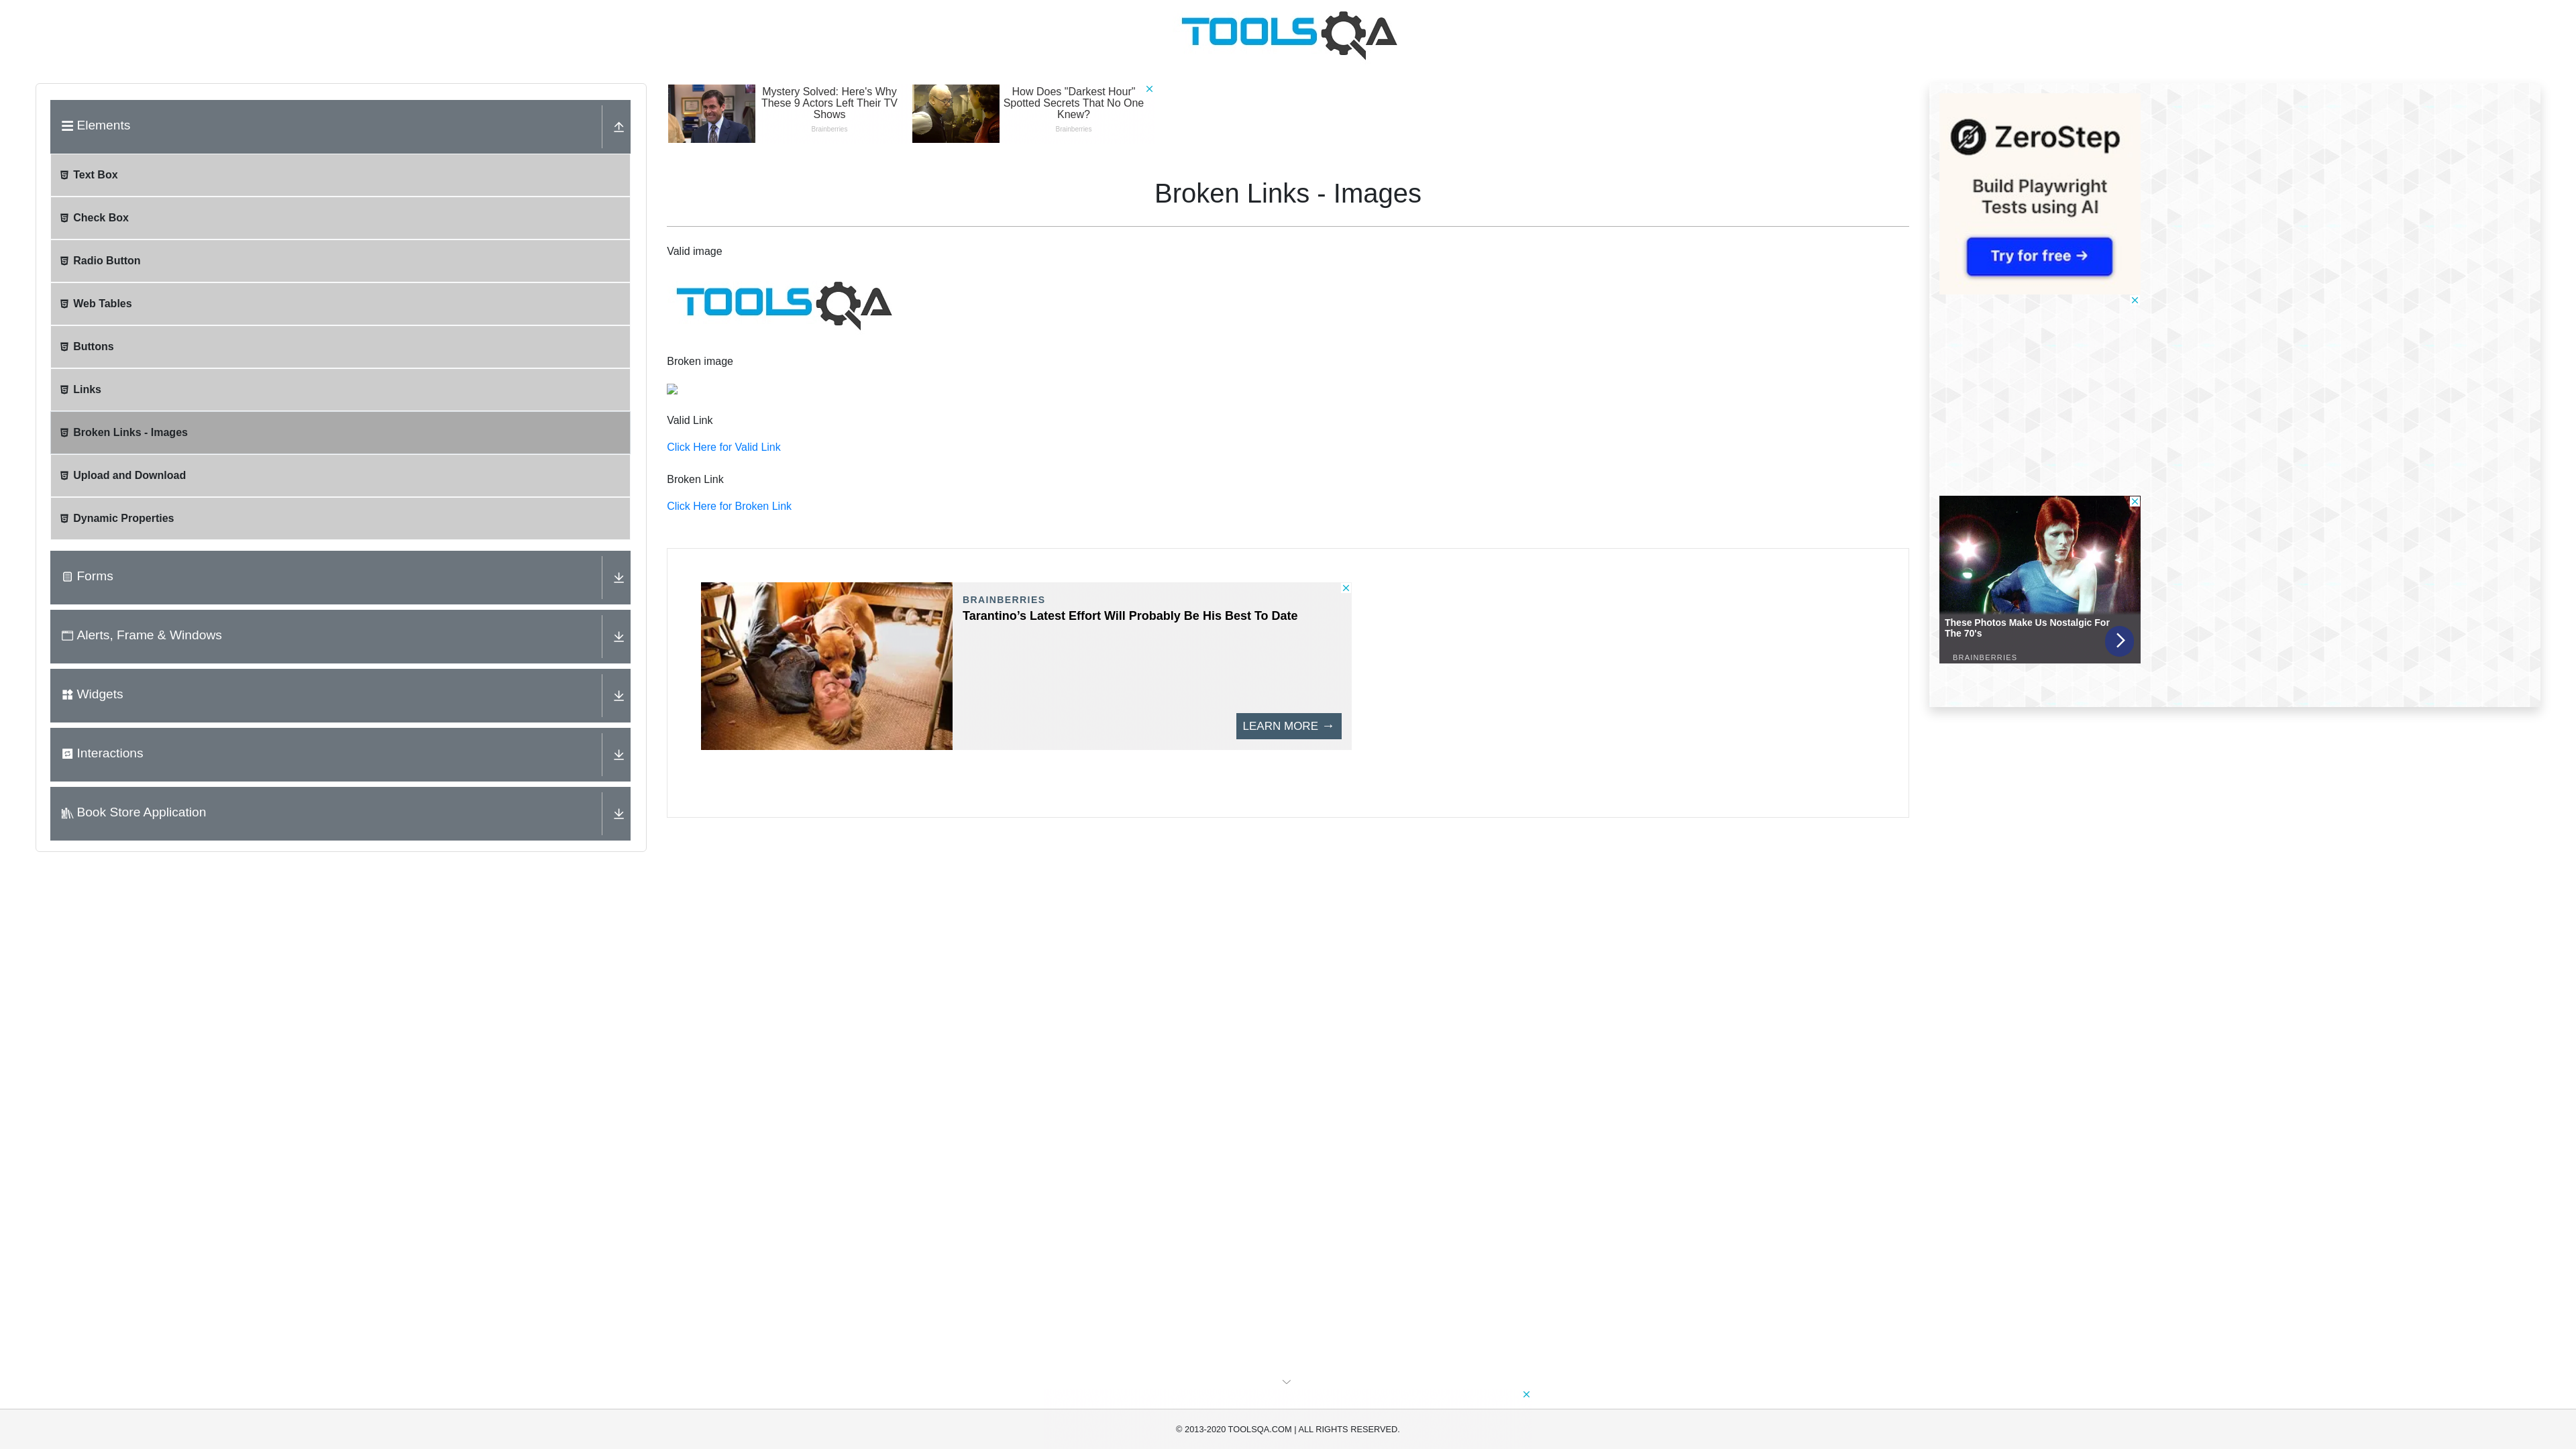 TOOLSQA
Elements
Text Box
Check Box
Radio Button
Web Tables
Buttons
Links
Broken Links - Images
Upload and Download
Dynamic Properties
Forms
Alerts, Frame & Windows
Widgets
Interactions
Book Store Application
Mystery Solved: Here's Why
These 9 Actors Left Their TV
Shows
Brainberries
How Does "Darkest Hour"
Spotted Secrets That No One
Knew?
Brainberries
Broken Links - Images
Valid image
TOOLSQA
Broken image
Valid Link
Click Here for Valid Link
Broken Link
Click Here for Broken Link
BRAINBERRIES
Tarantino’s Latest Effort Will Probably Be His Best To Date
LEARN MORE →
ZeroStep
Build Playwright
Tests using AI
Try for free →
These Photos Make Us Nostalgic For
The 70's
BRAINBERRIES
© 2013-2020 TOOLSQA.COM | ALL RIGHTS RESERVED.